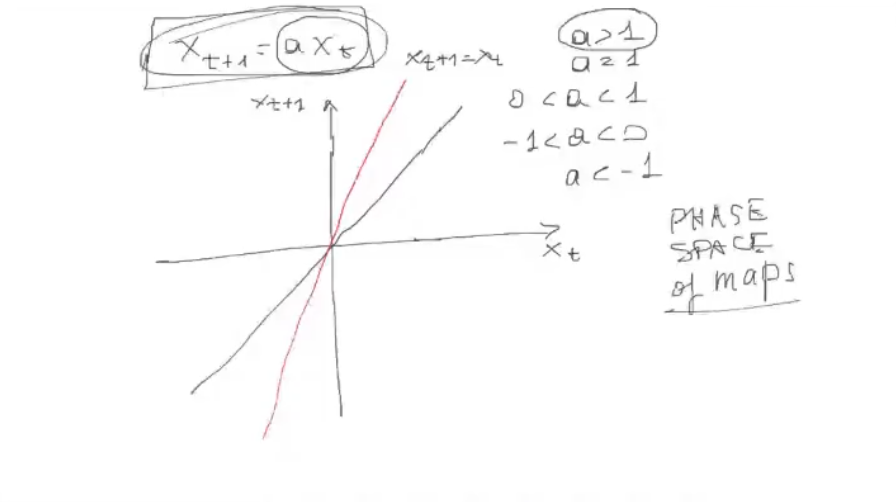 x_{t+1} = a x_t
x_{t+1} = x_t
x_{t+1}
x_t
a > 1
a = 1
0 < a < 1
-1 < a < 0
a < -1
PHASE
SPACE
of maps